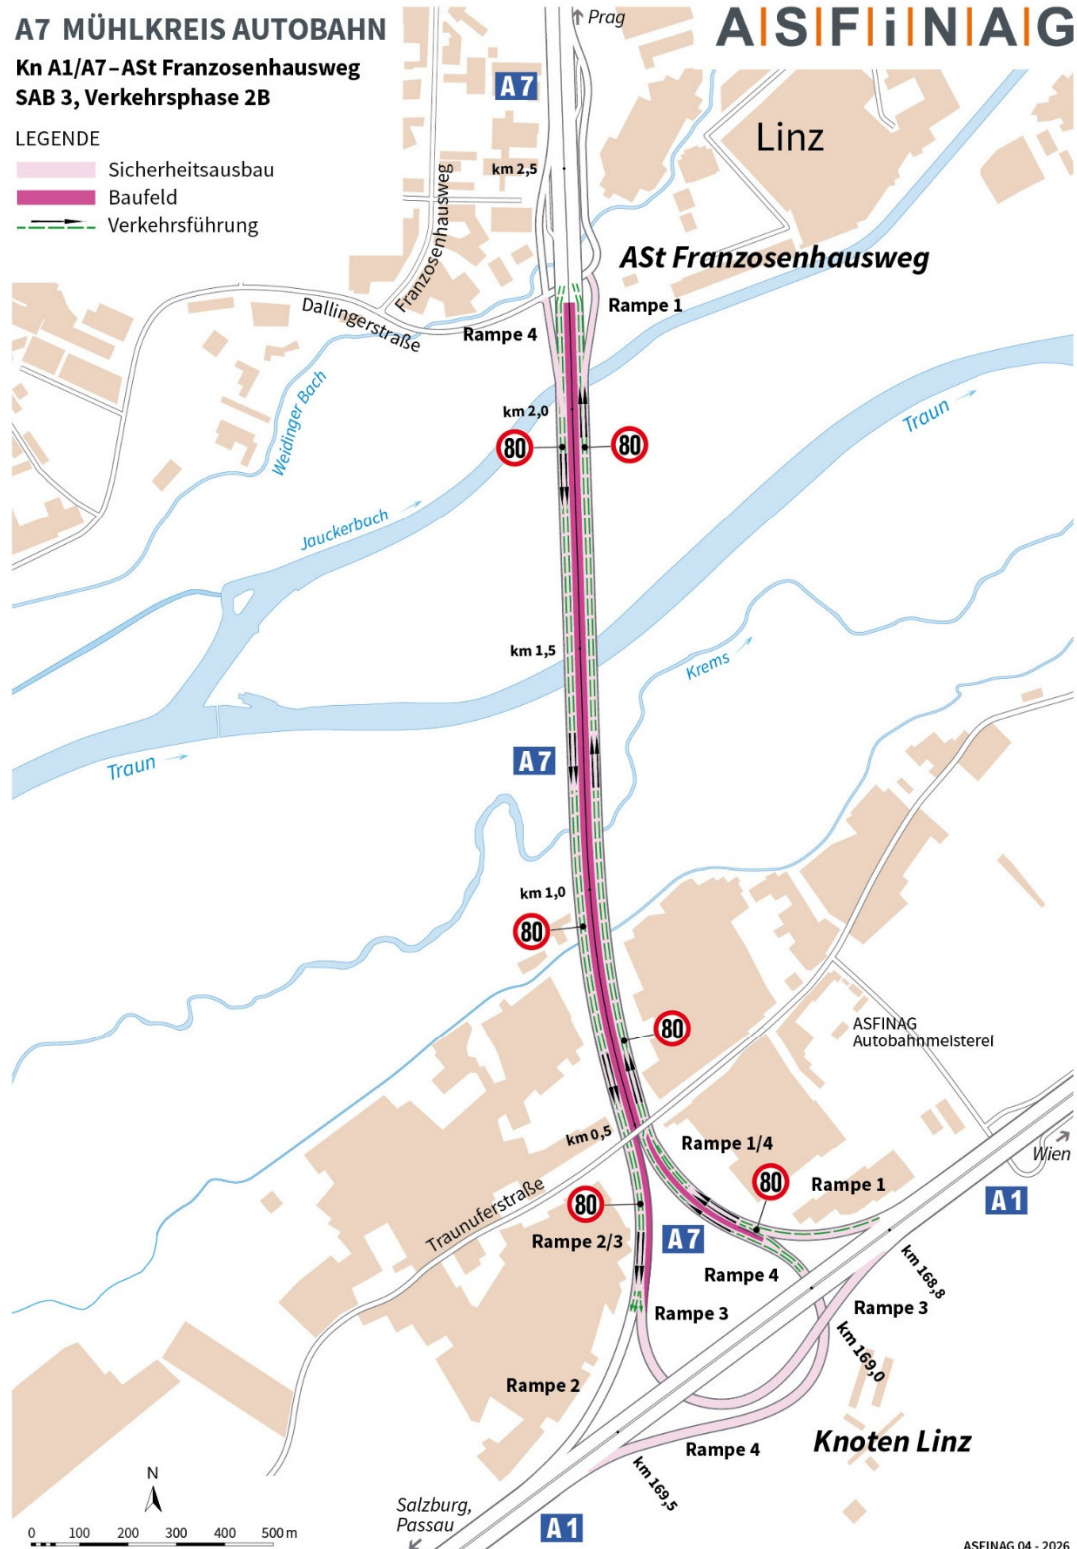 A7 MÜHLKREIS AUTOBAHN
Kn A1/A7–ASt Franzosenhausweg
SAB 3, Verkehrsphase 2B
LEGENDE
Sicherheitsausbau
Baufeld
Verkehrsführung
Prag
A|S|F|i|N|A|G
A7
Linz
km 2,5
Franzosenhausweg
ASt Franzosenhausweg
Dallingerstraße
Rampe 1
Rampe 4
Weidinger Bach
km 2,0
Traun
80
80
Jauckerbach
km 1,5
Krems
Traun
A7
km 1,0
80
80
ASFINAG
Autobahnmeisterei
km 0,5
Rampe 1/4
Wien
80
Rampe 1
A1
80
Traunuferstraße
Rampe 2/3
A7
Rampe 4
km 168,8
Rampe 3
Rampe 3
km 169,0
Rampe 2
Knoten Linz
Rampe 4
km 169,5
N
Salzburg,
Passau
A1
0 100 200 300 400 500 m
ASFINAG 04 - 2026